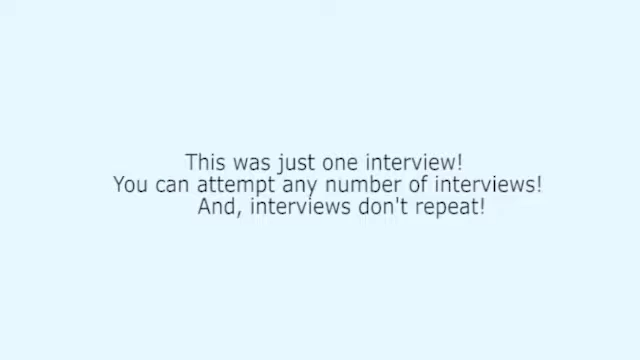 This was just one interview!
You can attempt any number of interviews!
And, interviews don't repeat!